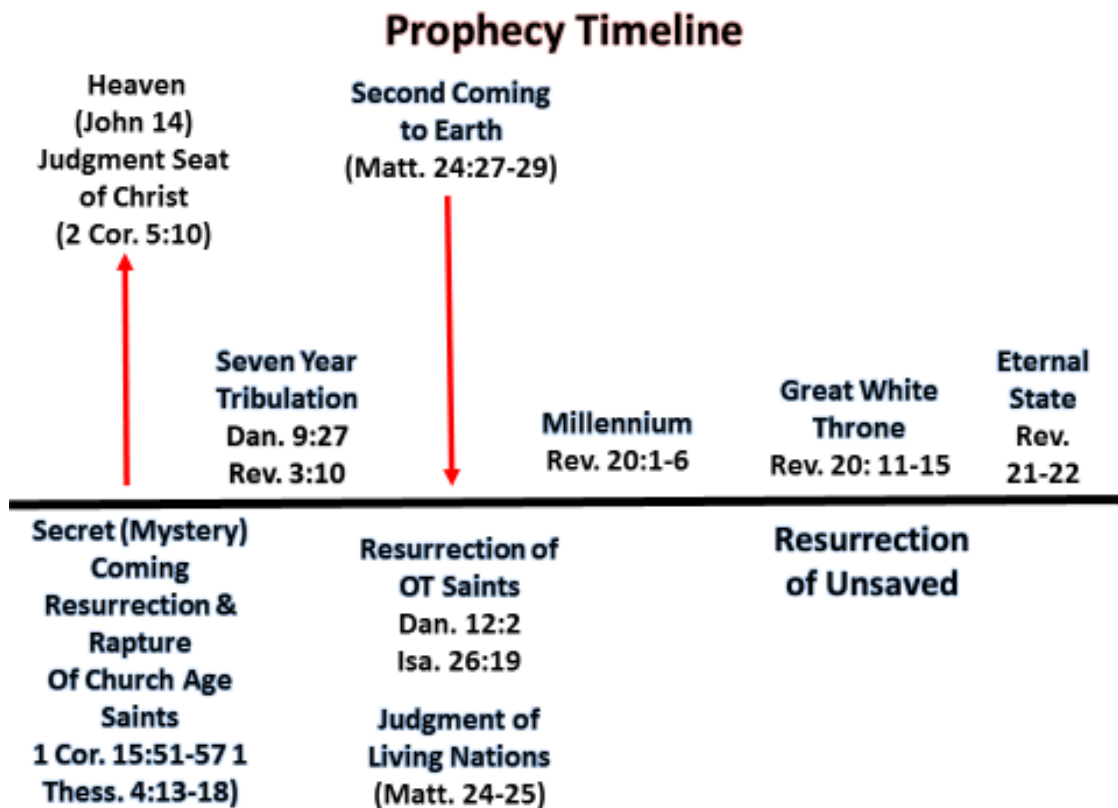 Prophecy Timeline
Heaven
(John 14)
Judgment Seat
of Christ
(2 Cor. 5:10)
Second Coming
to Earth
(Matt. 24:27-29)
Seven Year
Tribulation
Dan. 9:27
Rev. 3:10
Millennium
Rev. 20:1-6
Great White
Throne
Rev. 20: 11-15
Eternal
State
Rev.
21-22
Secret (Mystery)
Coming
Resurrection &
Rapture
Of Church Age
Saints
1 Cor. 15:51-57 1
Thess. 4:13-18)
Resurrection of
OT Saints
Dan. 12:2
Isa. 26:19
Judgment of
Living Nations
(Matt. 24-25)
Resurrection
of Unsaved